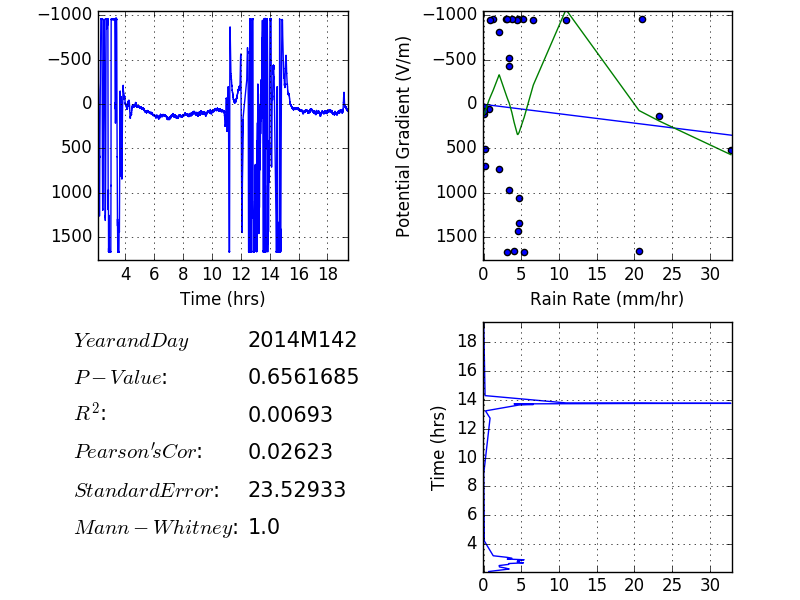 −1000
−500
0
500
1000
1500
4 6 8 10 12 14 16 18
Time (hrs)
Potential Gradient (V/m)
−1000
−500
0
500
1000
1500
0 5 10 15 20 25 30
Rain Rate (mm/hr)
YearandDay 2014M142
P−Value: 0.6561685
R²: 0.00693
Pearson'sCor: 0.02623
StandardError: 23.52933
Mann−Whitney: 1.0
Time (hrs)
18
16
14
12
10
8
6
4
0 5 10 15 20 25 30